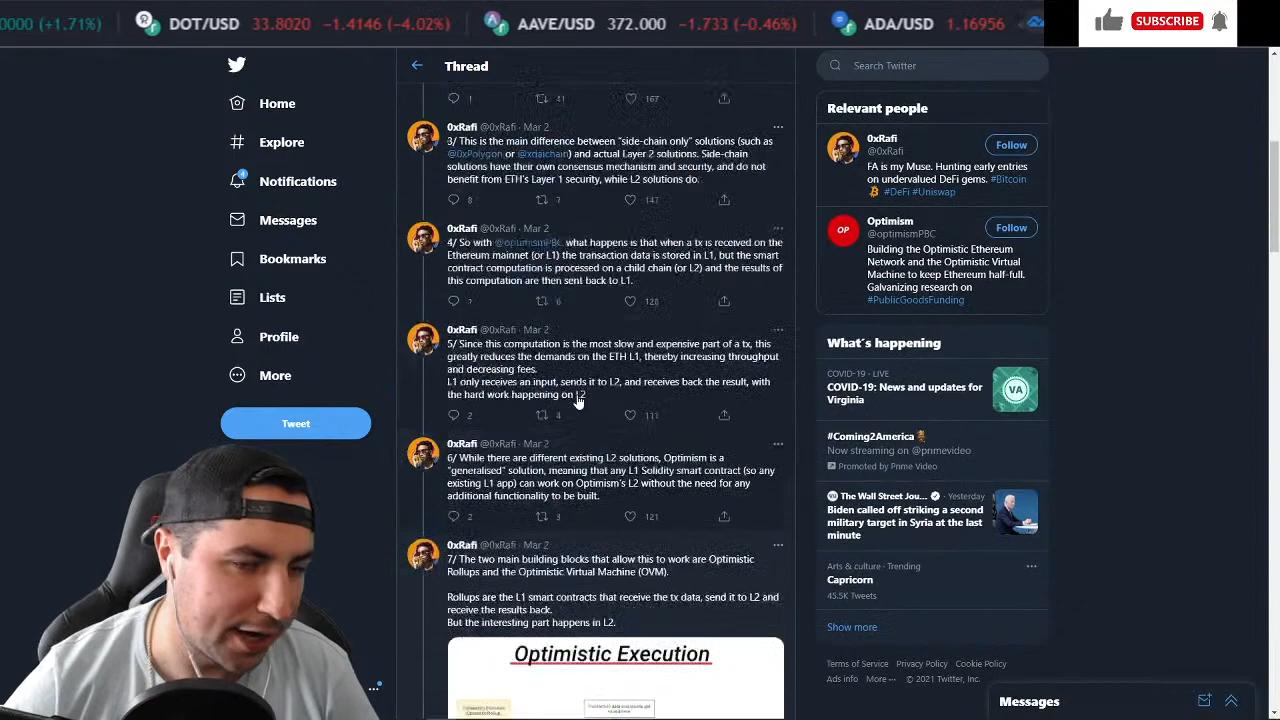 0000 (+1.71%)
DOT/USD 33.8020 −1.4146 (−4.02%)
AAVE/USD 372.000 −1.733 (−0.46%)
ADA/USD 1.16956
SUBSCRIBE
Home
Explore
4
Notifications
Messages
Bookmarks
Lists
Profile
More
Tweet
Thread
1 41 167
0xRafi @0xRafi · Mar 2
3/ This is the main difference between "side-chain only" solutions (such
as @0xPolygon or @xdaichain) and actual Layer 2 solutions. Side-chain
solutions have their own consensus mechanism and security, and do not
benefit from ETH's Layer 1 security, while L2 solutions do.
8 7 147
0xRafi @0xRafi · Mar 2
4/ So with @optimismPBC what happens is that when a tx is received on the
Ethereum mainnet (or L1) the transaction data is stored in L1, but the smart
contract computation is processed on a child chain (or L2) and the results of
this computation are then sent back to L1.
6 128
0xRafi @0xRafi · Mar 2
5/ Since this computation is the most slow and expensive part of a tx, this
greatly reduces the demands on the ETH L1, thereby increasing throughput
and decreasing fees.
L1 only receives an input, sends it to L2, and receives back the result, with
the hard work happening on L2
2 4 111
0xRafi @0xRafi · Mar 2
6/ While there are different existing L2 solutions, Optimism is a
"generalised" solution, meaning that any L1 Solidity smart contract (so any
existing L1 app) can work on Optimism's L2 without the need for any
additional functionality to be built.
2 3 121
0xRafi @0xRafi · Mar 2
7/ The two main building blocks that allow this to work are Optimistic
Rollups and the Optimistic Virtual Machine (OVM).
Rollups are the L1 smart contracts that receive the tx data, send it to L2 and
receive the results back.
But the interesting part happens in L2.
Optimistic Execution
Search Twitter
Relevant people
0xRafi
@0xRafi
Follow
FA is my Muse. Hunting early entries
on undervalued DeFi gems. #Bitcoin
#DeFi #Uniswap
OP
Optimism
@optimismPBC
Follow
Building the Optimistic Ethereum
Network and the Optimistic Virtual
Machine to keep Ethereum half-full.
Galvanizing research on
#PublicGoodsFunding
What's happening
COVID-19 · LIVE
COVID-19: News and updates for
Virginia
VA
#Coming2America
Now streaming on @primevideo
Promoted by Prime Video
The Wall Street Jou... · Yesterday
Biden called off striking a second
military target in Syria at the last
minute
Arts & culture · Trending
Capricorn
45.5K Tweets
Show more
Terms of Service Privacy Policy Cookie Policy
Ads info More ··· © 2021 Twitter, Inc.